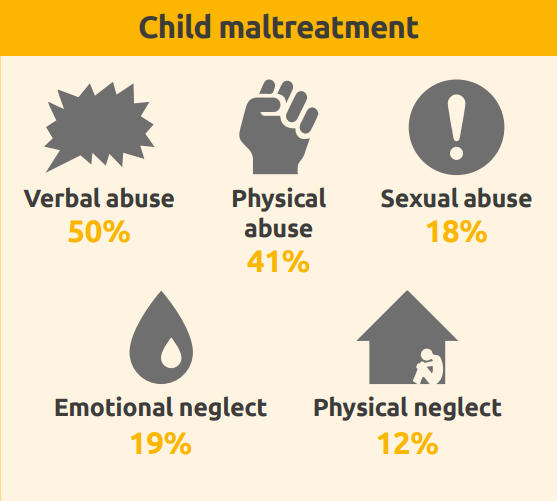 Child maltreatment
Verbal abuse
50%
Physical
abuse
41%
Sexual abuse
18%
Emotional neglect
19%
Physical neglect
12%